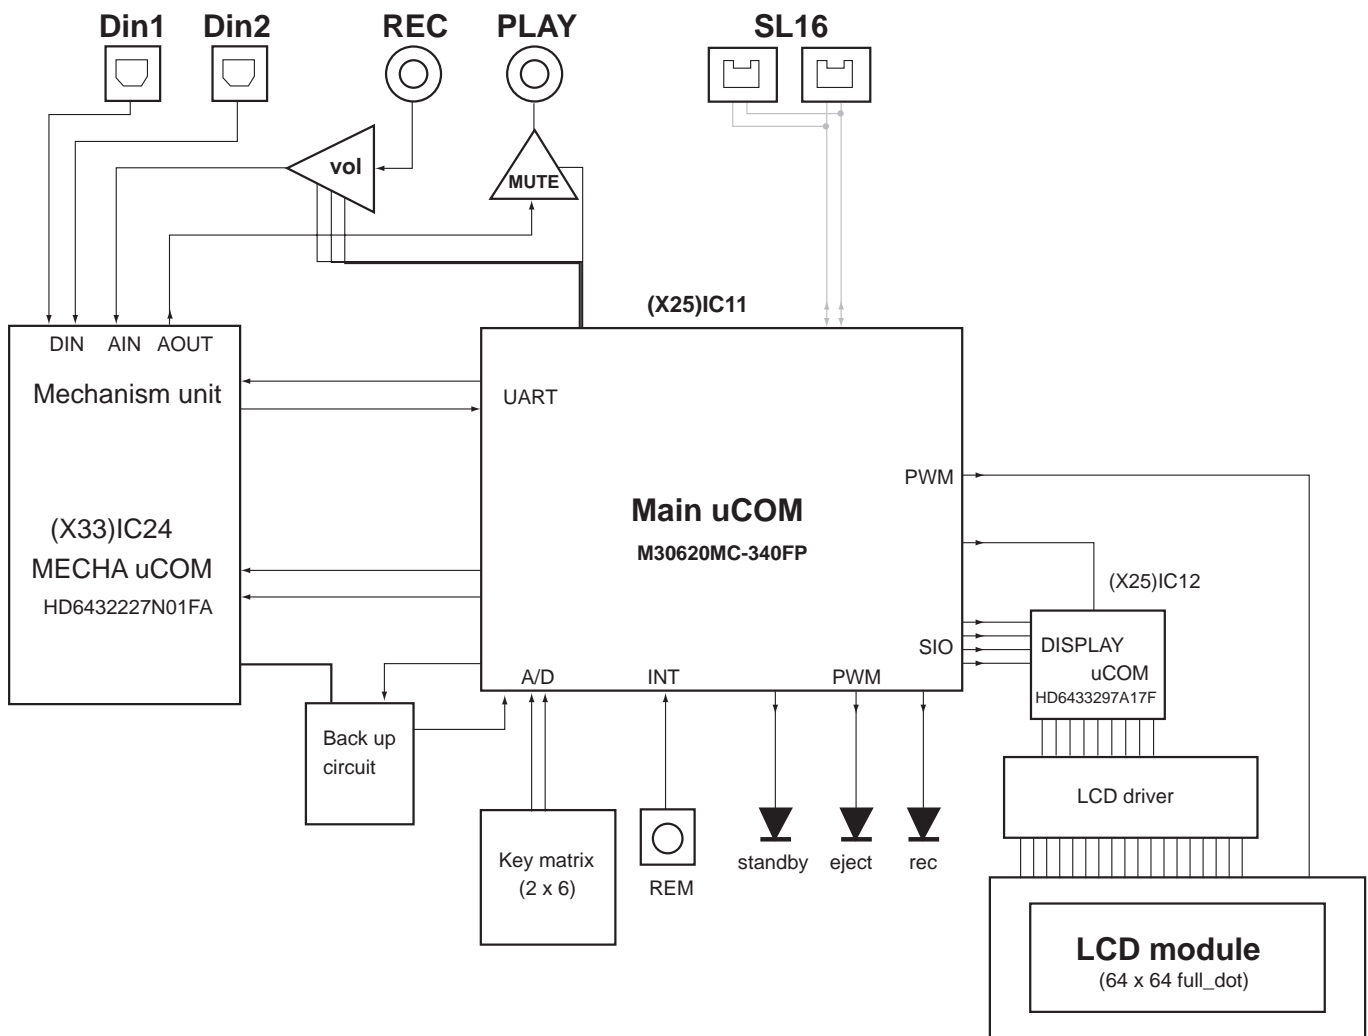 Din1 Din2 REC PLAY SL16
vol
MUTE
(X25)IC11
DIN AIN AOUT
Mechanism unit
UART
PWM
(X33)IC24
MECHA uCOM
HD6432227N01FA
Main uCOM
M30620MC-340FP
(X25)IC12
SIO
DISPLAY
uCOM
HD6433297A17F
A/D INT PWM
Back up
circuit
LCD driver
Key matrix
(2 x 6)
REM
standby eject rec
LCD module
(64 x 64 full_dot)